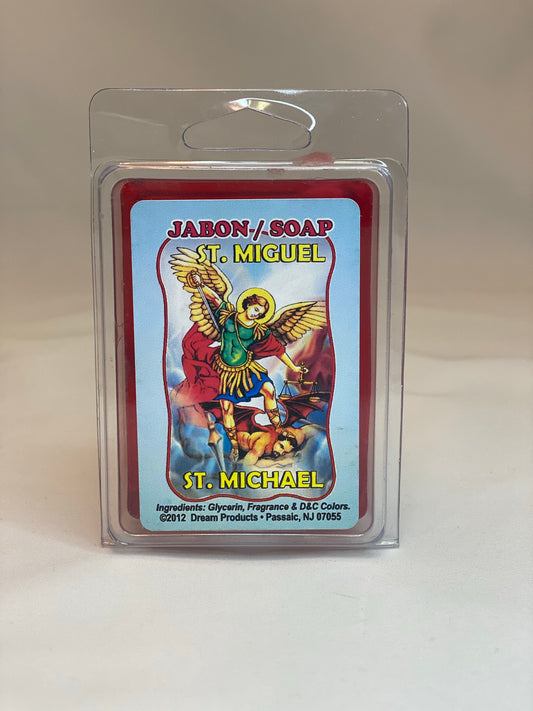 JABON-/-SOAP
ST. MIGUEL
ST. MICHAEL
Ingredients: Glycerin, Fragrance & D&C Colors.
©2012 Dream Products • Passaic, NJ 07055